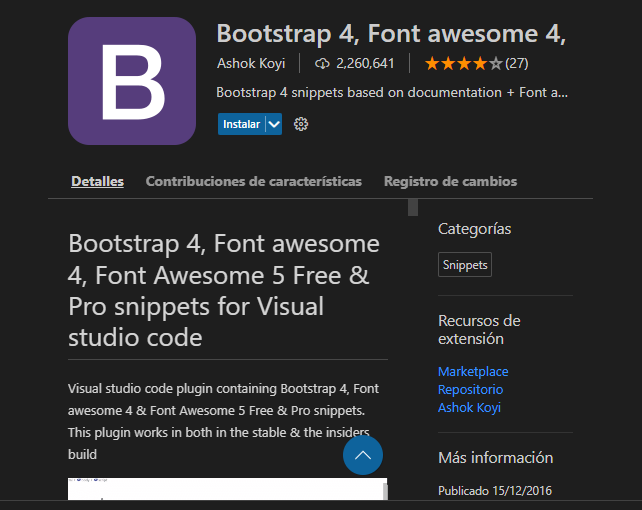 B
Bootstrap 4, Font awesome 4,
Ashok Koyi
2,260,641
(27)
Bootstrap 4 snippets based on documentation + Font a...
Instalar
Detalles
Contribuciones de características
Registro de cambios
Bootstrap 4, Font awesome
4, Font Awesome 5 Free &
Pro snippets for Visual
studio code
Visual studio code plugin containing Bootstrap 4, Font
awesome 4 & Font Awesome 5 Free & Pro snippets.
This plugin works in both in the stable & the insiders
build
Categorías
Snippets
Recursos de
extensión
Marketplace
Repositorio
Ashok Koyi
Más información
Publicado 15/12/2016